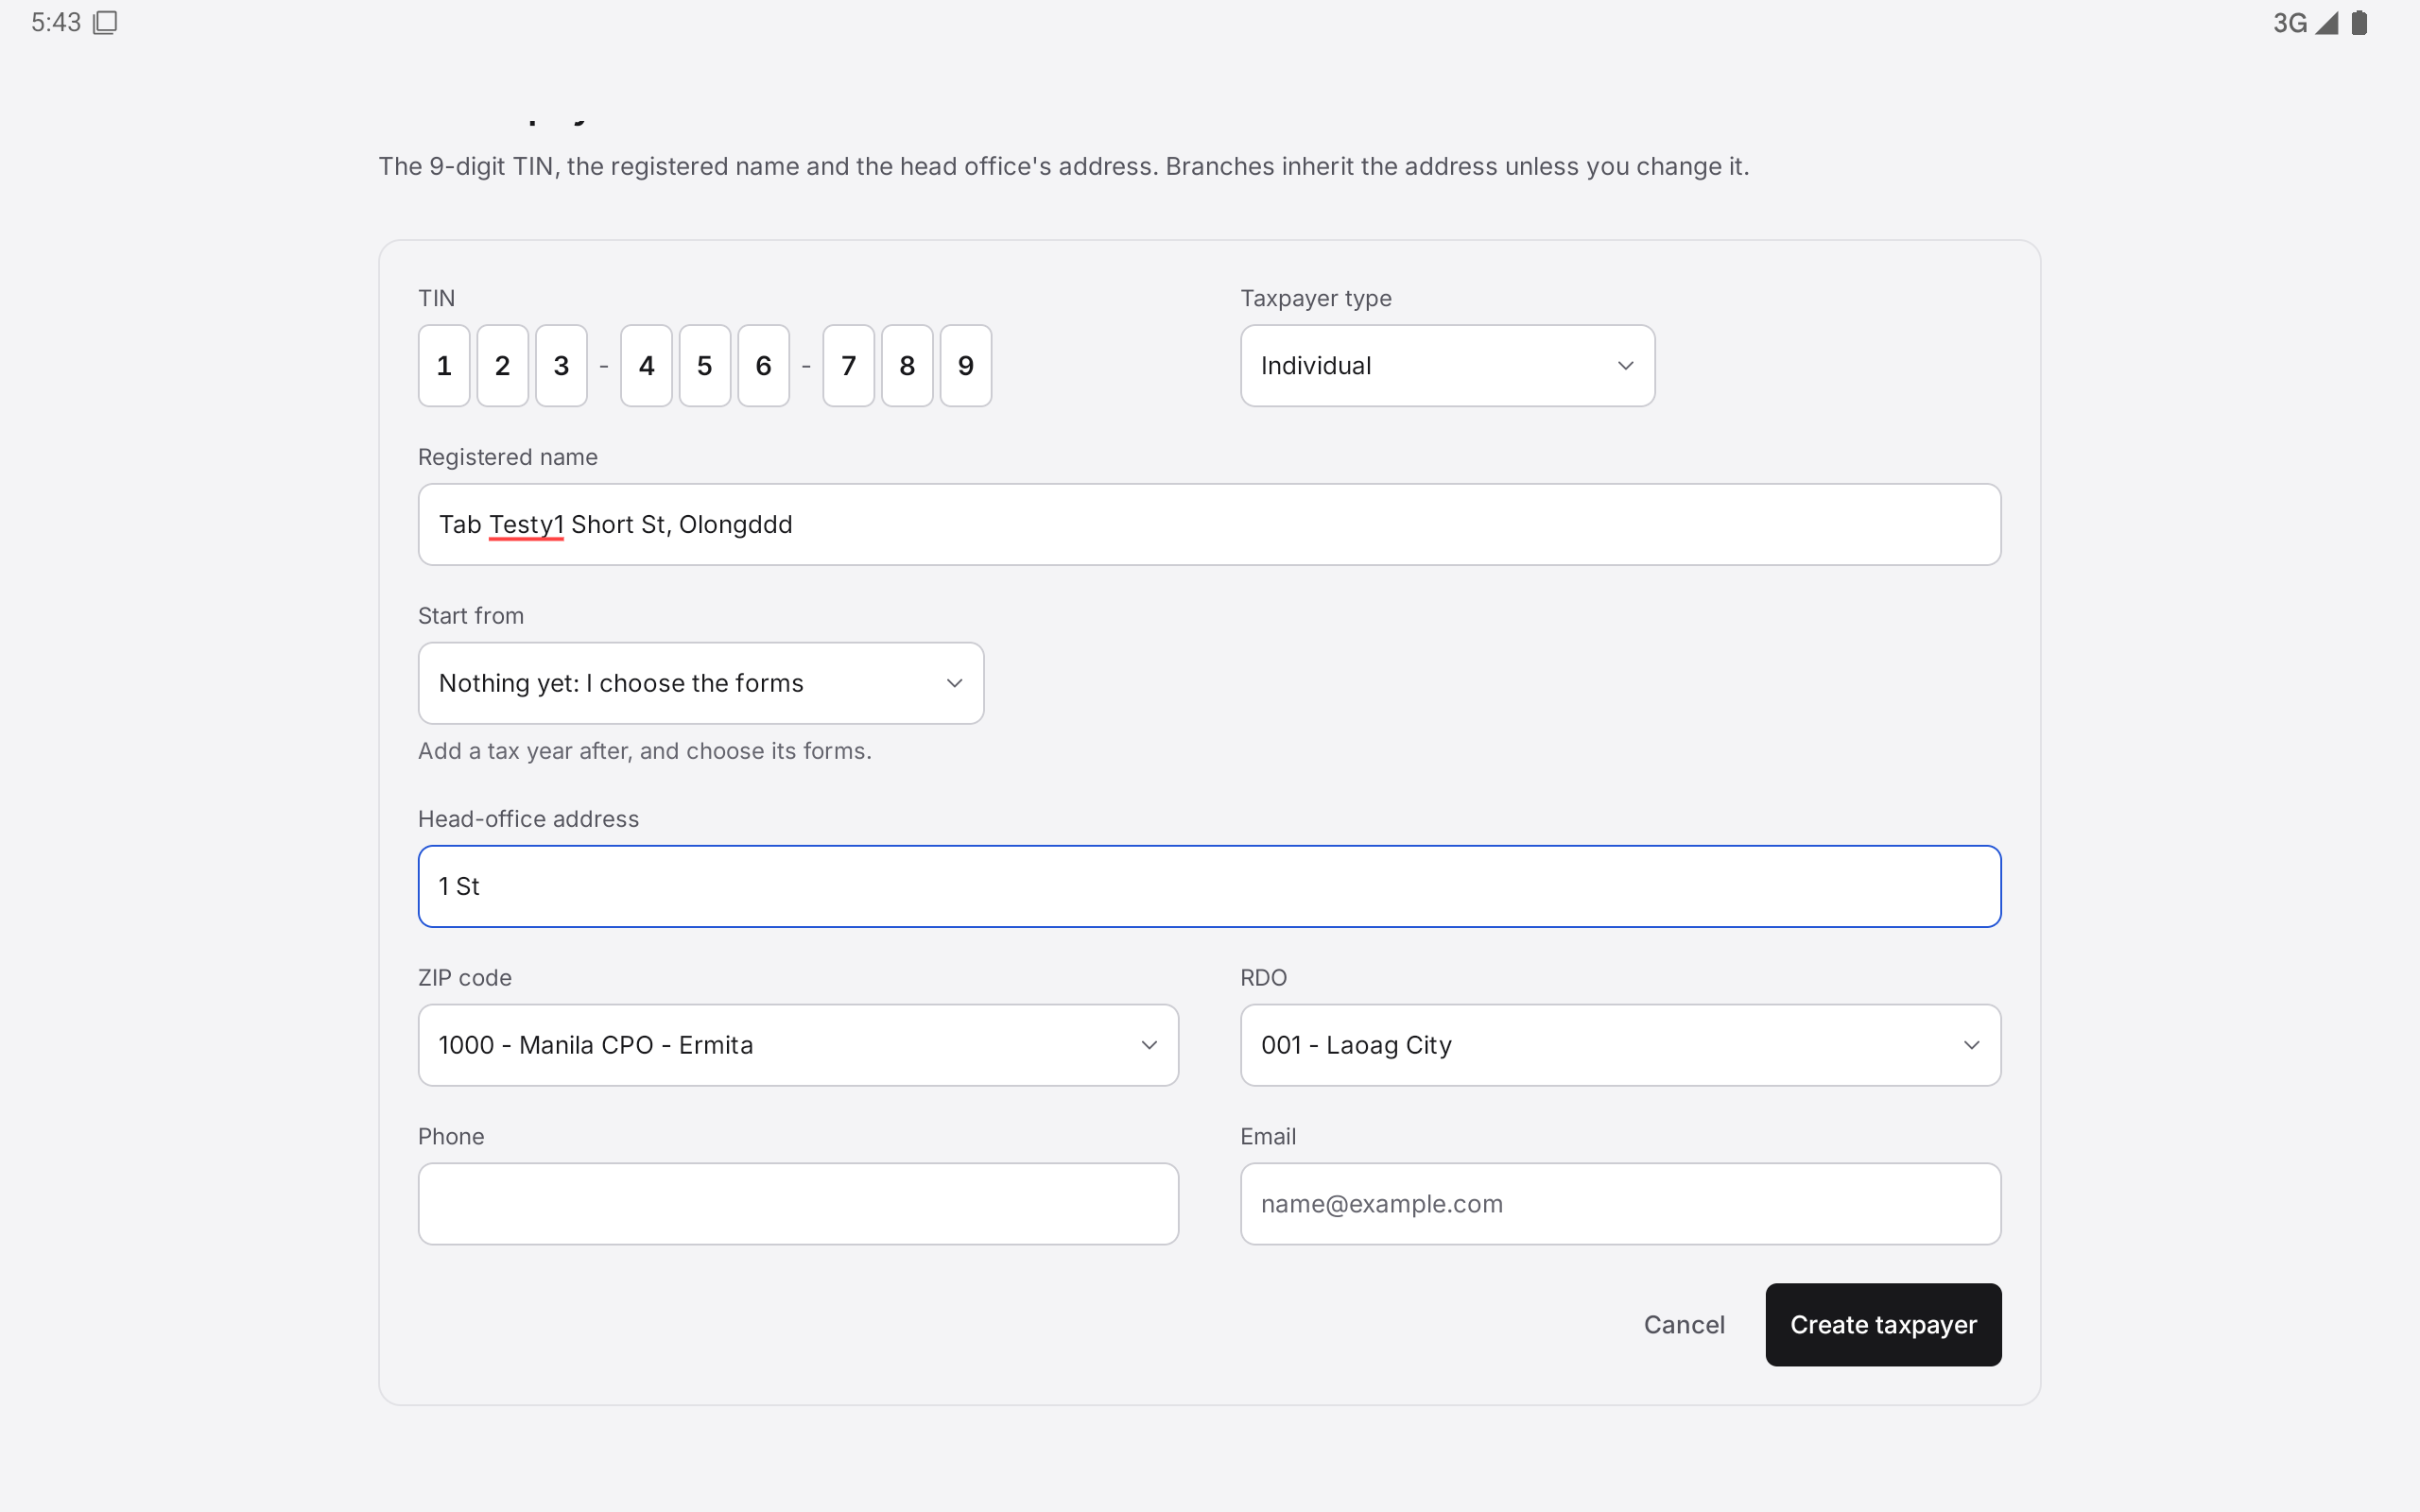 5:43
3G
The 9-digit TIN, the registered name and the head office's address. Branches inherit the address unless you change it.
TIN
Taxpayer type
1 2 3 - 4 5 6 - 7 8 9
Individual
Registered name
Tab Testy1 Short St, Olongddd
Start from
Nothing yet: I choose the forms
Add a tax year after, and choose its forms.
Head-office address
1 St
ZIP code
RDO
1000 - Manila CPO - Ermita
001 - Laoag City
Phone
Email
name@example.com
Cancel
Create taxpayer